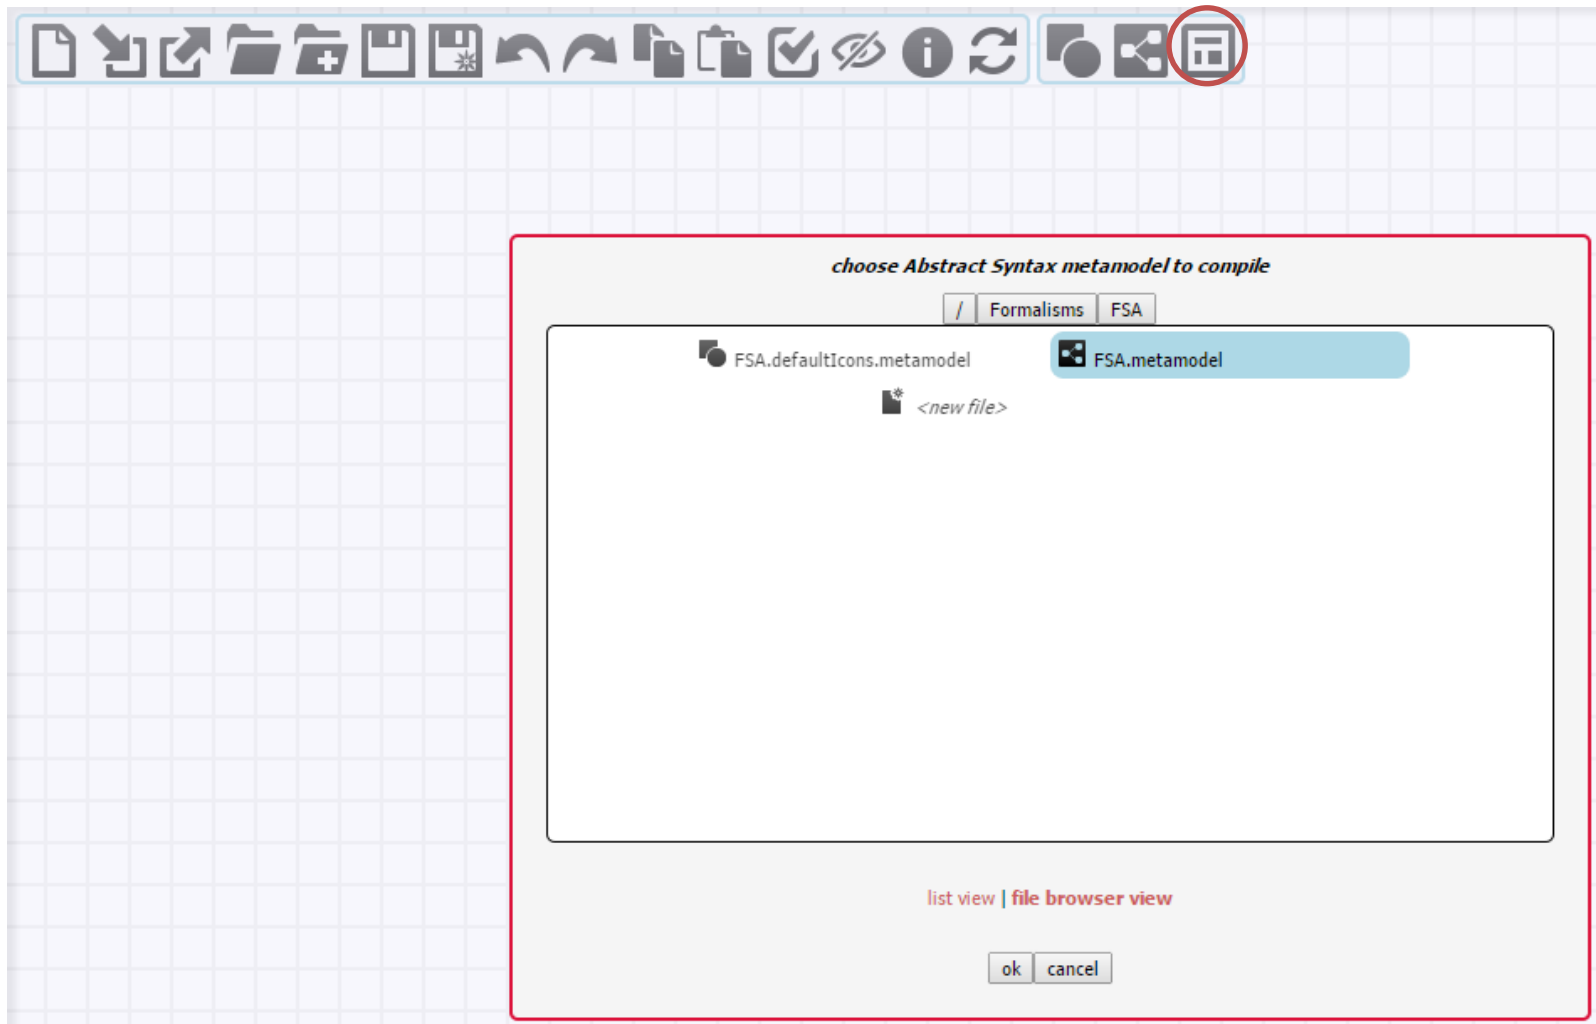 choose Abstract Syntax metamodel to compile
/ Formalisms FSA
FSA.defaultIcons.metamodel FSA.metamodel
<new file>
list view | file browser view
ok cancel